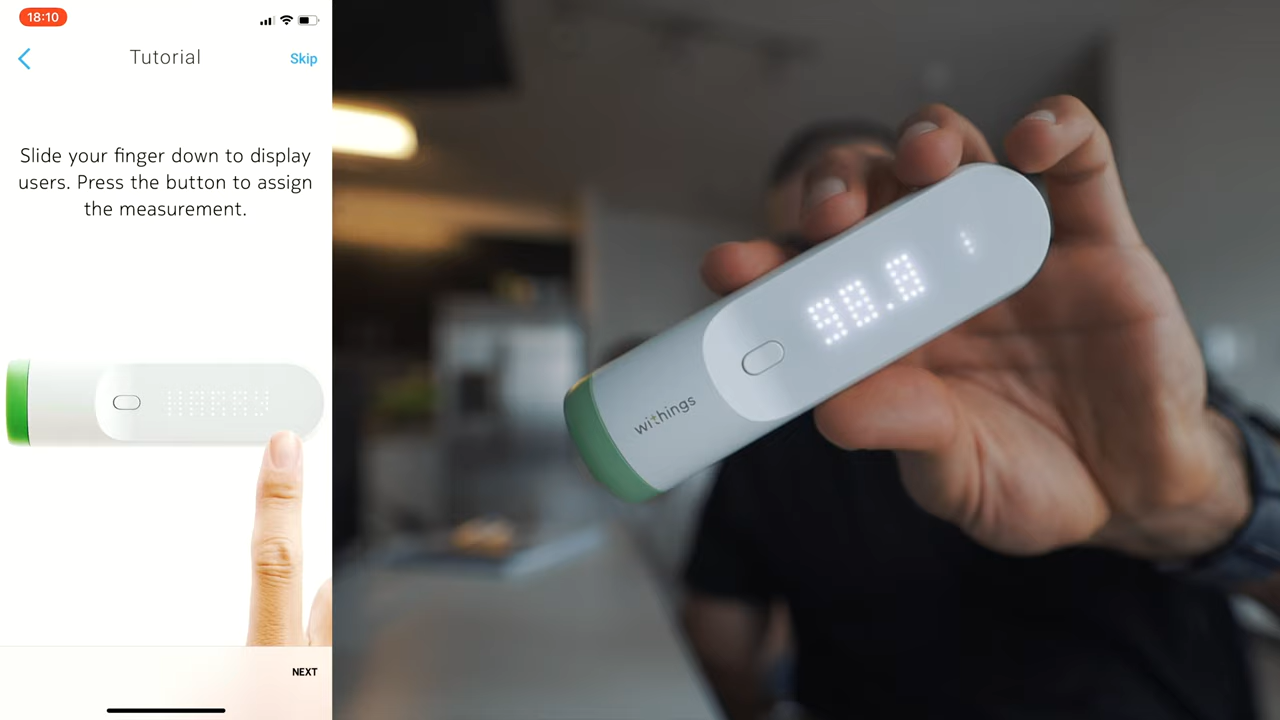 18:10
Tutorial
Skip
Slide your finger down to display
users. Press the button to assign
the measurement.
NEXT
withings
98.8